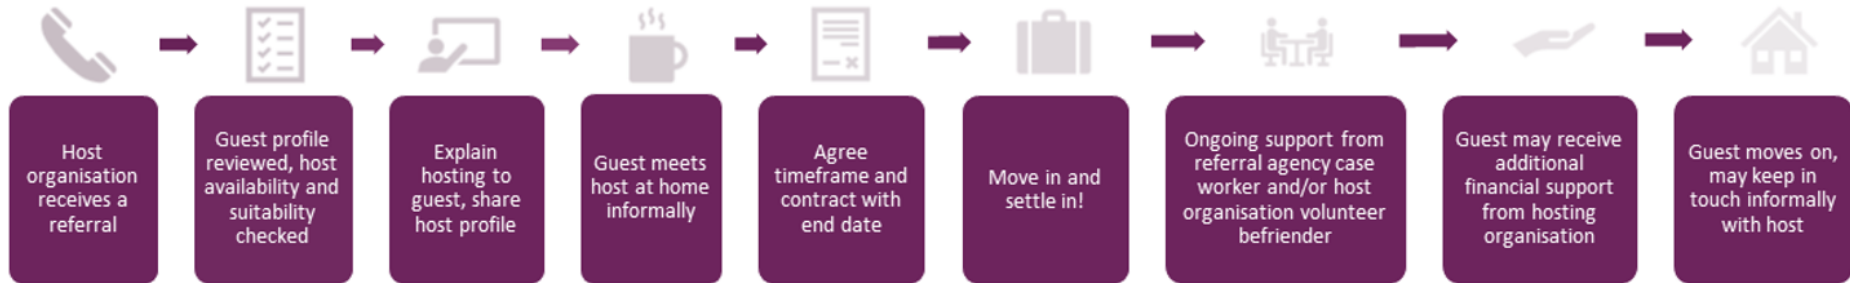 Host
organisation
receives a
referral
Guest profile
reviewed, host
availability and
suitability
checked
Explain
hosting to
guest, share
host profile
Guest meets
host at home
informally
Agree
timeframe and
contract with
end date
Move in and
settle in!
Ongoing support from
referral agency case
worker and/or host
organisation volunteer
befriender
Guest may receive
additional
financial support
from hosting
organisation
Guest moves on,
may keep in
touch informally
with host